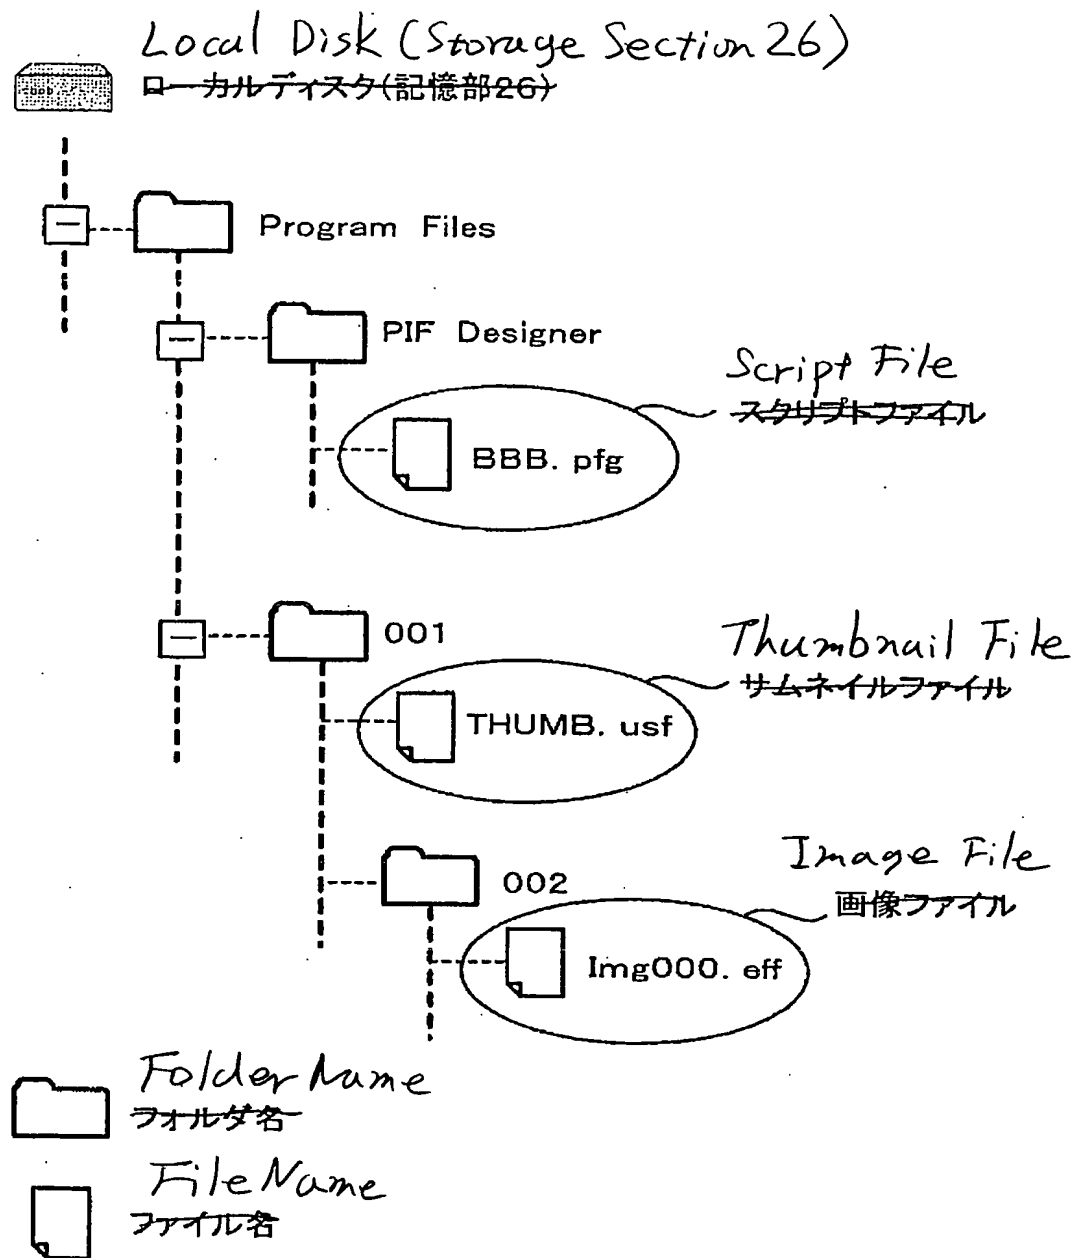 Local Disk (Storage Section 26)
ローカルディスク(記憶部26)
Program Files
PIF Designer
Script File
スクリプトファイル
BBB. pfg
001
Thumbnail File
サムネイルファイル
THUMB. usf
Image File
002
画像ファイル
Img000. eff
Folder Name
フォルダ名
File Name
ファイル名